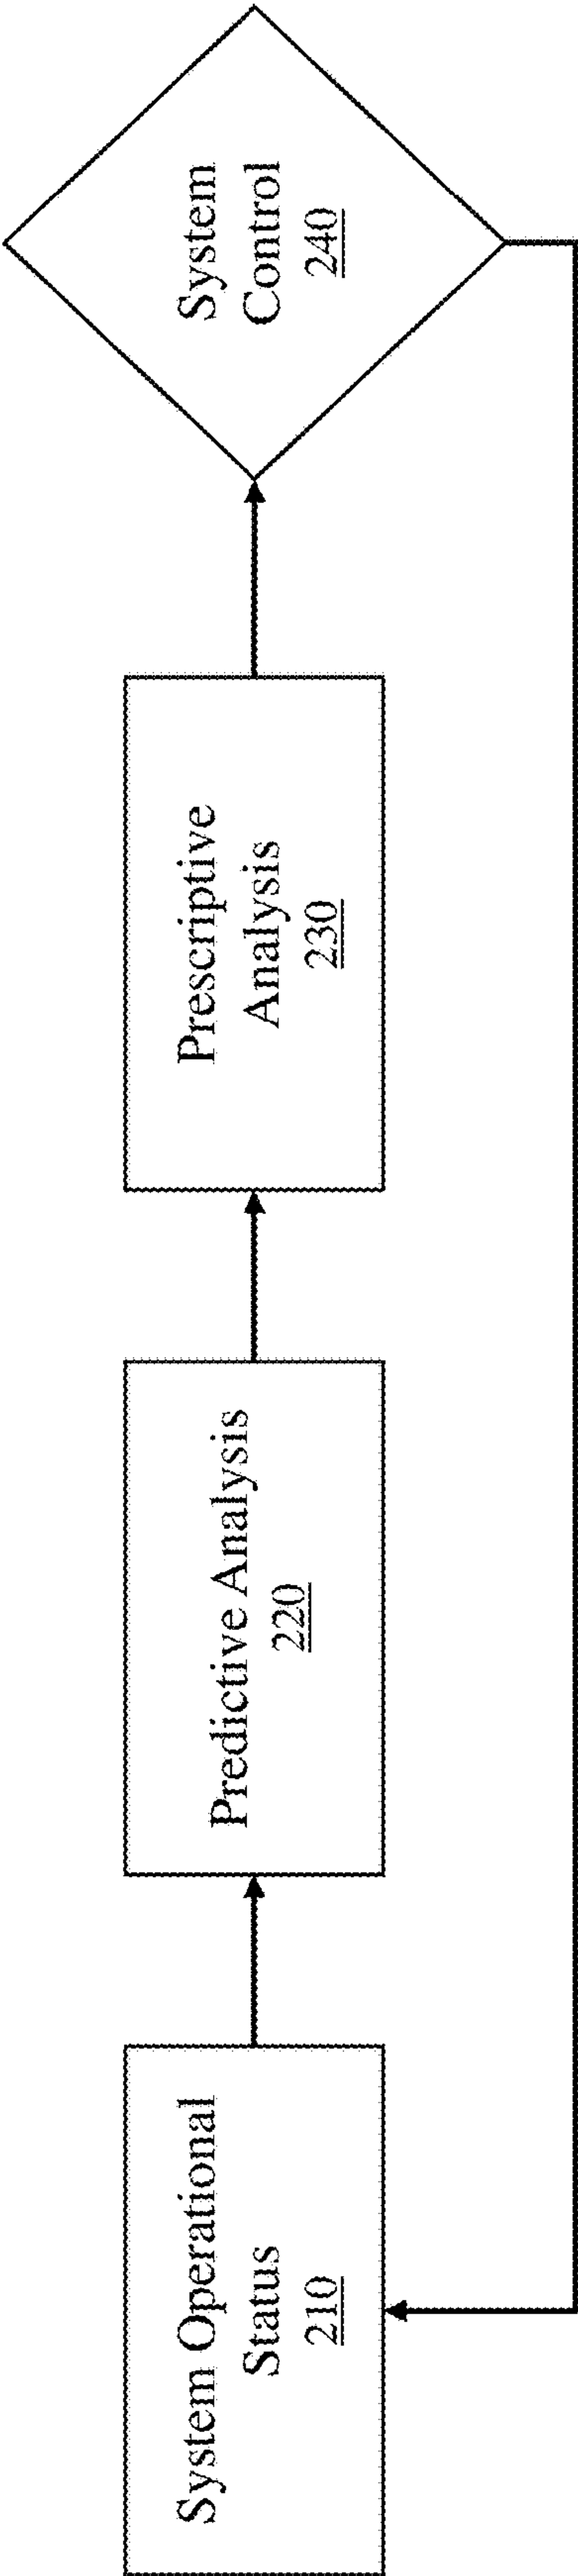 System Operational
Status
210
Predictive Analysis
220
Prescriptive
Analysis
230
System
Control
240